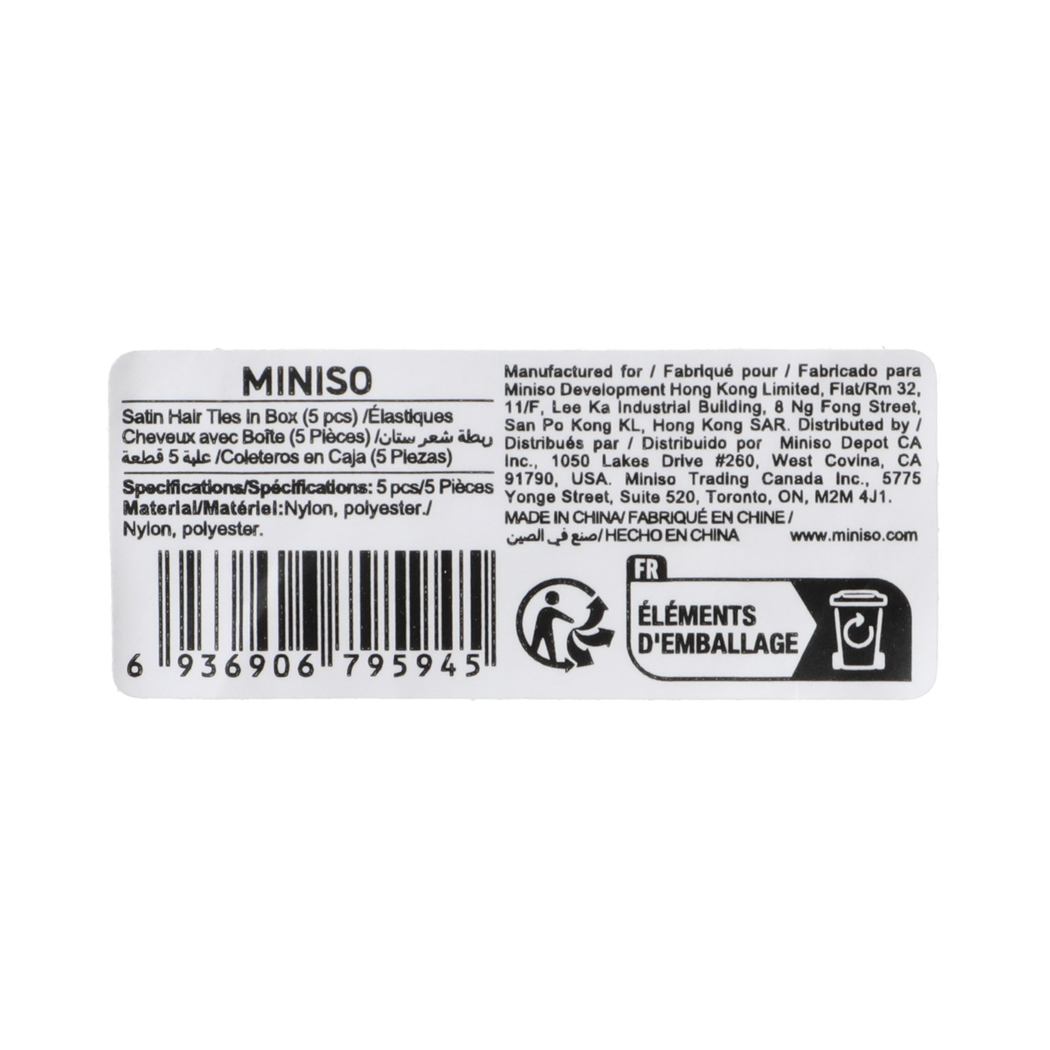 MINISO
Satin Hair Ties in Box (5 pcs) /Élastiques
Cheveux avec Boîte (5 Pièces) /ربطة شعر ستان
علبة 5 قطعة /Coleteros en Caja (5 Piezas)
Specifications/Spécifications: 5 pcs/5 Pièces
Material/Matériel:Nylon, polyester./
Nylon, polyester.
6 936906 795945
Manufactured for / Fabriqué pour / Fabricado para
Miniso Development Hong Kong Limited, Flat/Rm 32,
11/F, Lee Ka Industrial Building, 8 Ng Fong Street,
San Po Kong KL, Hong Kong SAR. Distributed by /
Distribués par / Distribuido por Miniso Depot CA
Inc., 1050 Lakes Drive #260, West Covina, CA
91790, USA. Miniso Trading Canada Inc., 5775
Yonge Street, Suite 520, Toronto, ON, M2M 4J1.
MADE IN CHINA/ FABRIQUÉ EN CHINE /
صنع في الصين/ HECHO EN CHINA www.miniso.com
FR
ÉLÉMENTS
D'EMBALLAGE